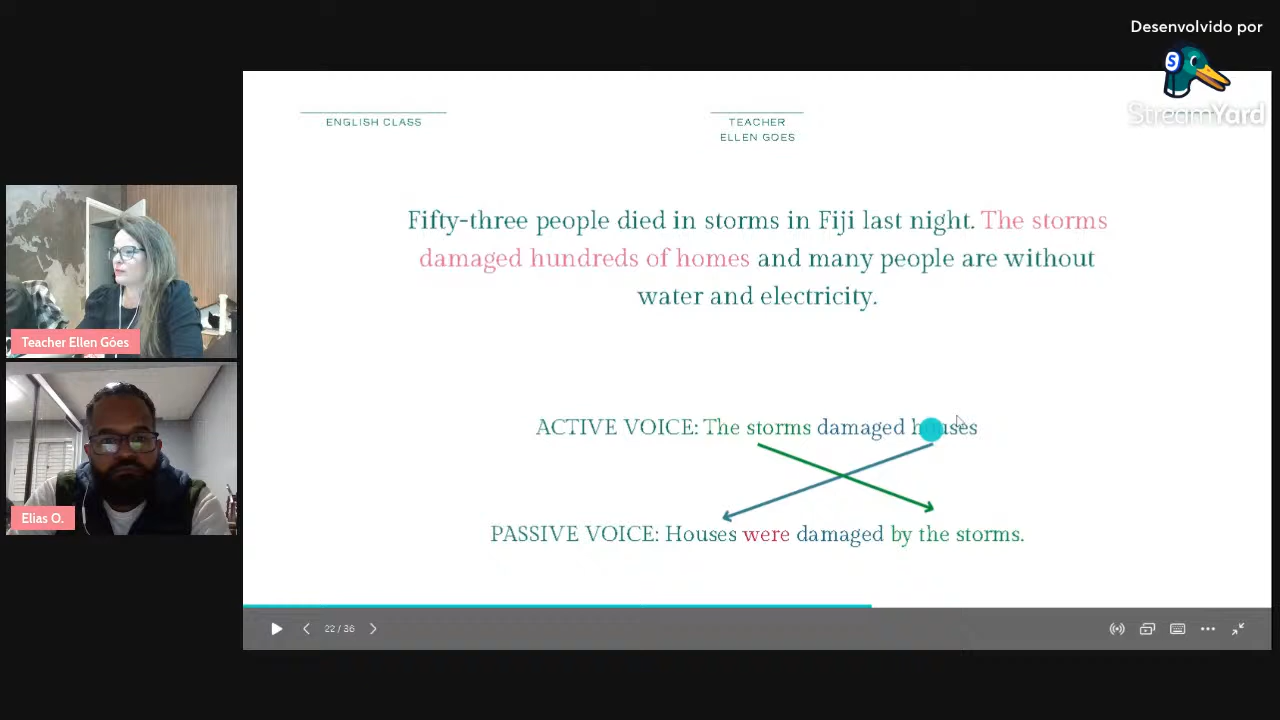 Desenvolvido por
StreamYard
ENGLISH CLASS
TEACHER
ELLEN GOES
Fifty-three people died in storms in Fiji last night. The storms
damaged hundreds of homes and many people are without
water and electricity.
ACTIVE VOICE: The storms damaged houses
PASSIVE VOICE: Houses were damaged by the storms.
Teacher Ellen Góes
Elias O.
22 / 36